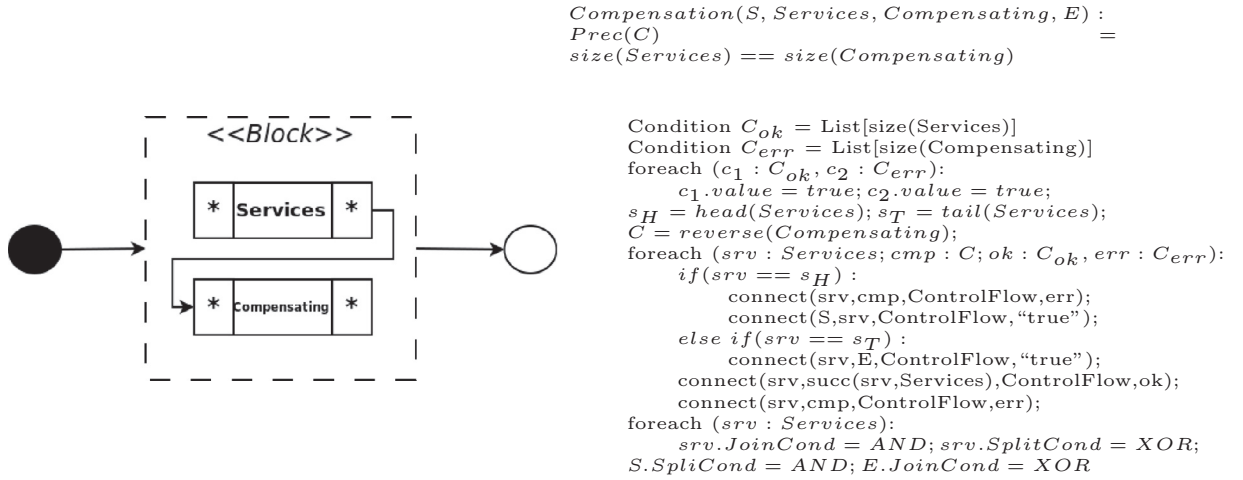 Compensation(S, Services, Compensating, E) :
Prec(C) =
size(Services) == size(Compensating)
<<Block>>
* Services *
* Compensating *
Condition C_ok = List[size(Services)]
Condition C_err = List[size(Compensating)]
foreach (c_1 : C_ok, c_2 : C_err):
c_1.value = true; c_2.value = true;
s_H = head(Services); s_T = tail(Services);
C = reverse(Compensating);
foreach (srv : Services; cmp : C; ok : C_ok, err : C_err):
if(srv == s_H) :
connect(srv,cmp,ControlFlow,err);
connect(S,srv,ControlFlow,“true”);
else if(srv == s_T) :
connect(srv,E,ControlFlow,“true”);
connect(srv,succ(srv,Services),ControlFlow,ok);
connect(srv,cmp,ControlFlow,err);
foreach (srv : Services):
srv.JoinCond = AND; srv.SplitCond = XOR;
S.SpliCond = AND; E.JoinCond = XOR